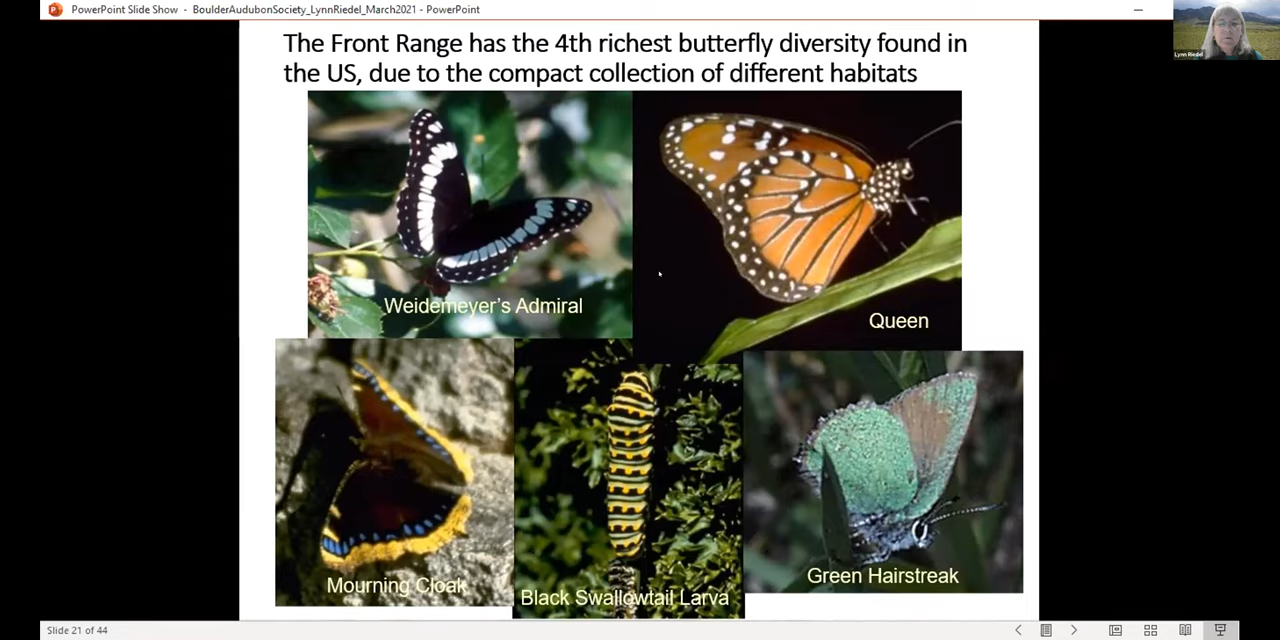 PowerPoint Slide Show - BoulderAudubonSociety_LynnRiedel_March2021 - PowerPoint
Lynn Riedel
The Front Range has the 4th richest butterfly diversity found in
the US, due to the compact collection of different habitats
Weidemeyer's Admiral
Queen
Mourning Cloak
Black Swallowtail Larva
Green Hairstreak
Slide 21 of 44